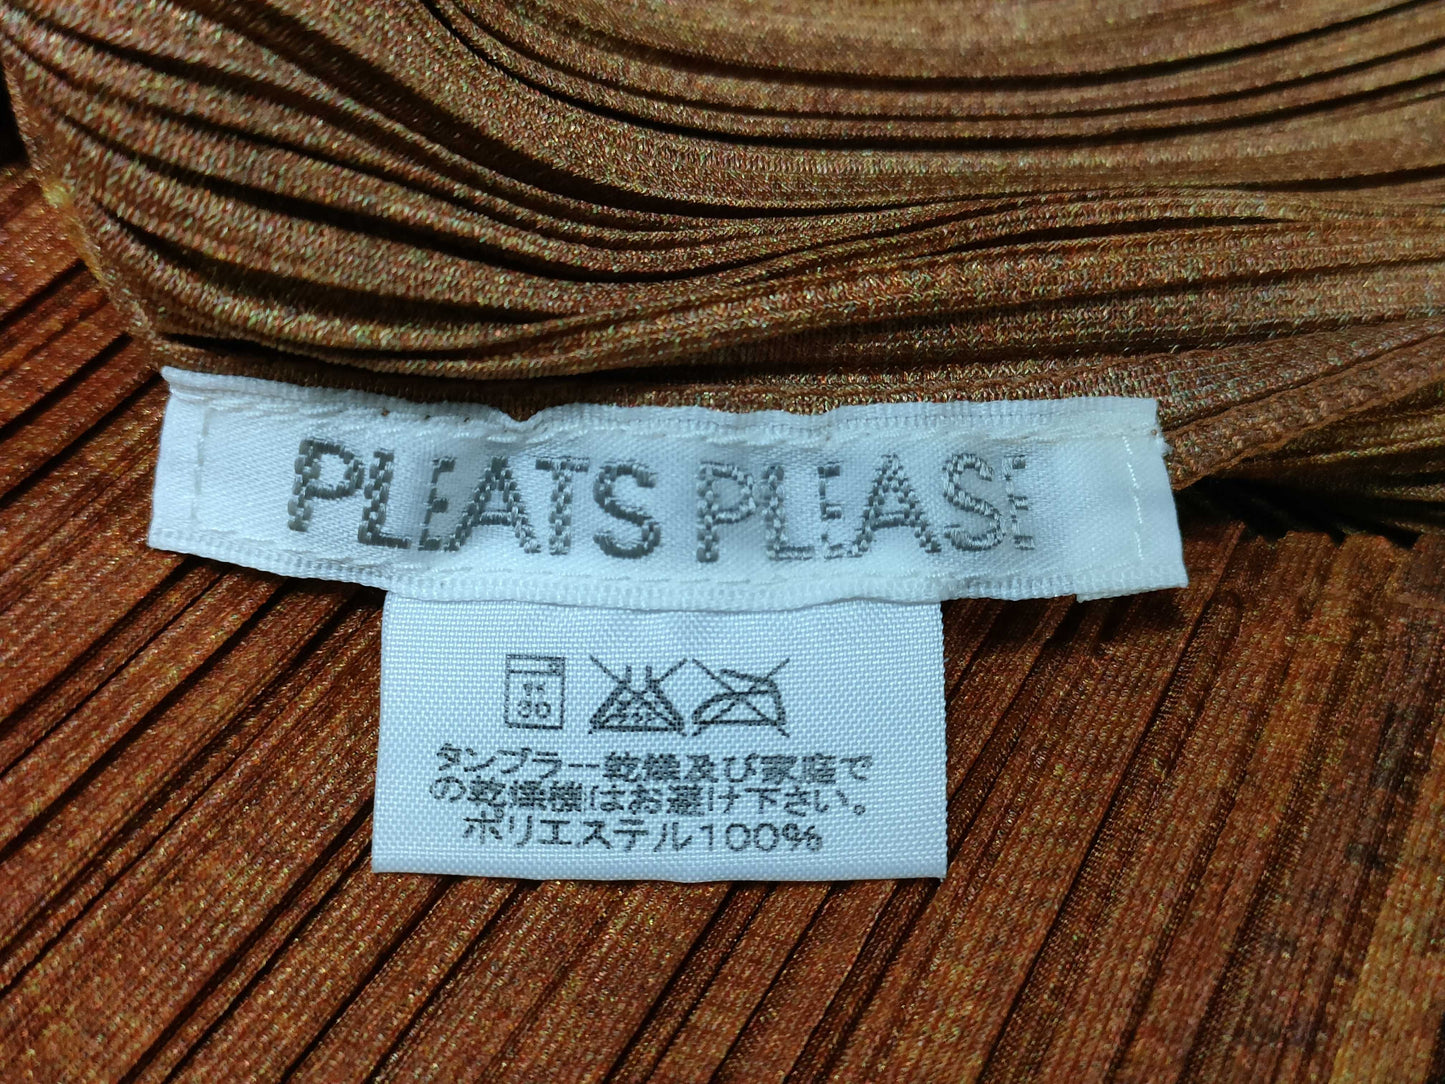 PLEATS PLEASE
タンブラー乾燥及び家庭で
の乾燥機はお避け下さい。
ポリエステル100%